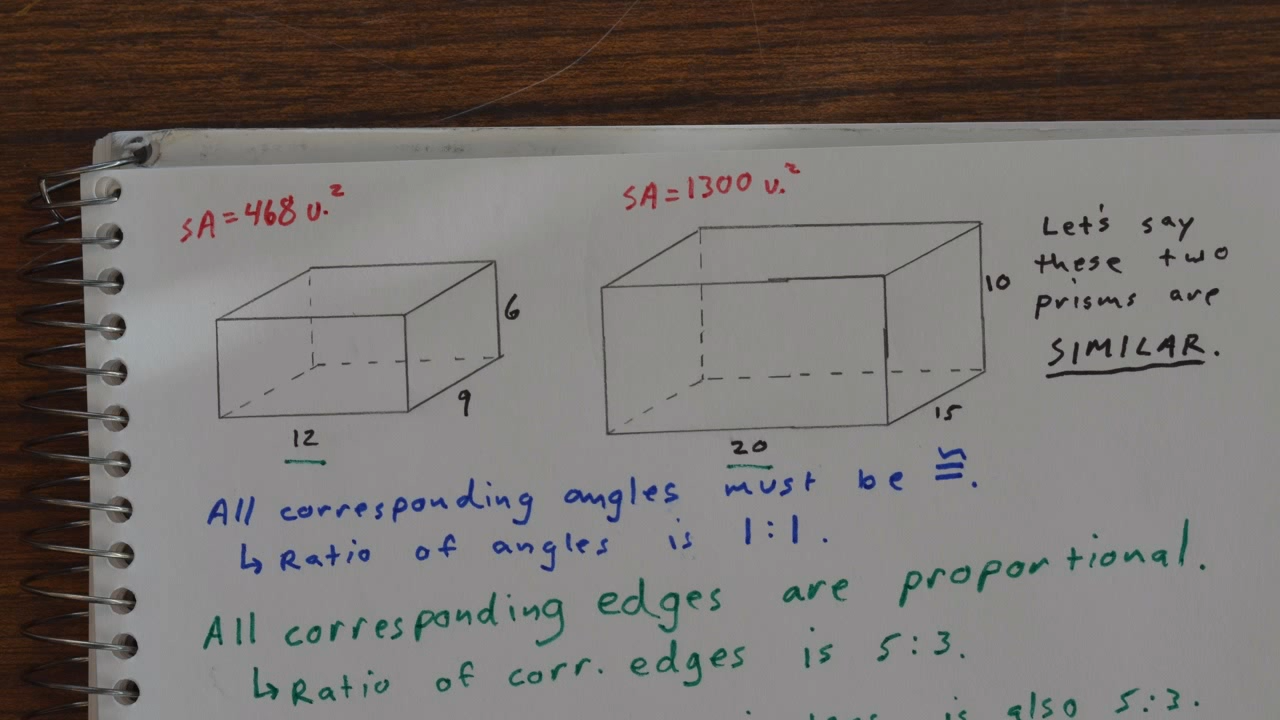 SA=468 u.²
SA=1300 u.²
Let's say
these two
prisms are
SIMILAR.
6
9
12
10
15
20
All corresponding angles must be ≅.
↳ Ratio of angles is 1:1.
All corresponding edges are proportional.
↳ Ratio of corr. edges is 5:3.
is also 5:3.